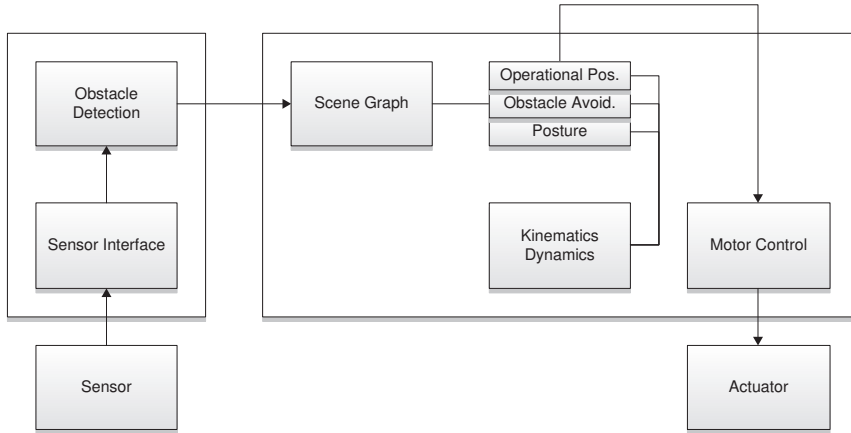 Obstacle
Detection
Scene Graph
Operational Pos.
Obstacle Avoid.
Posture
Sensor Interface
Kinematics
Dynamics
Motor Control
Sensor
Actuator